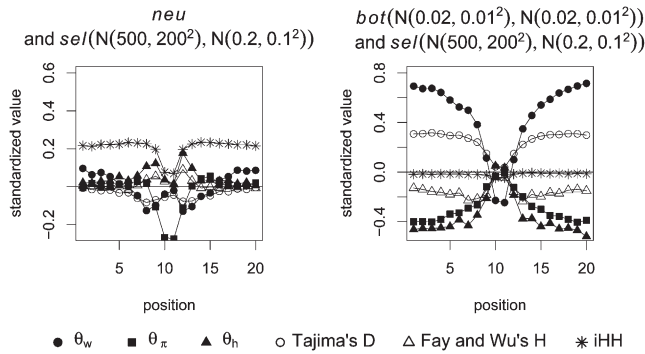 neu
and sel(N(500, 200²), N(0.2, 0.1²))
bot(N(0.02, 0.01²), N(0.02, 0.01²))
and sel(N(500, 200²), N(0.2, 0.1²))
standardized value
0.6
0.4
0.2
−0.2
5
10
15
20
position
standardized value
0.8
0.4
0.0
−0.4
5
10
15
20
position
θw
θπ
θh
Tajima's D
Fay and Wu's H
iHH